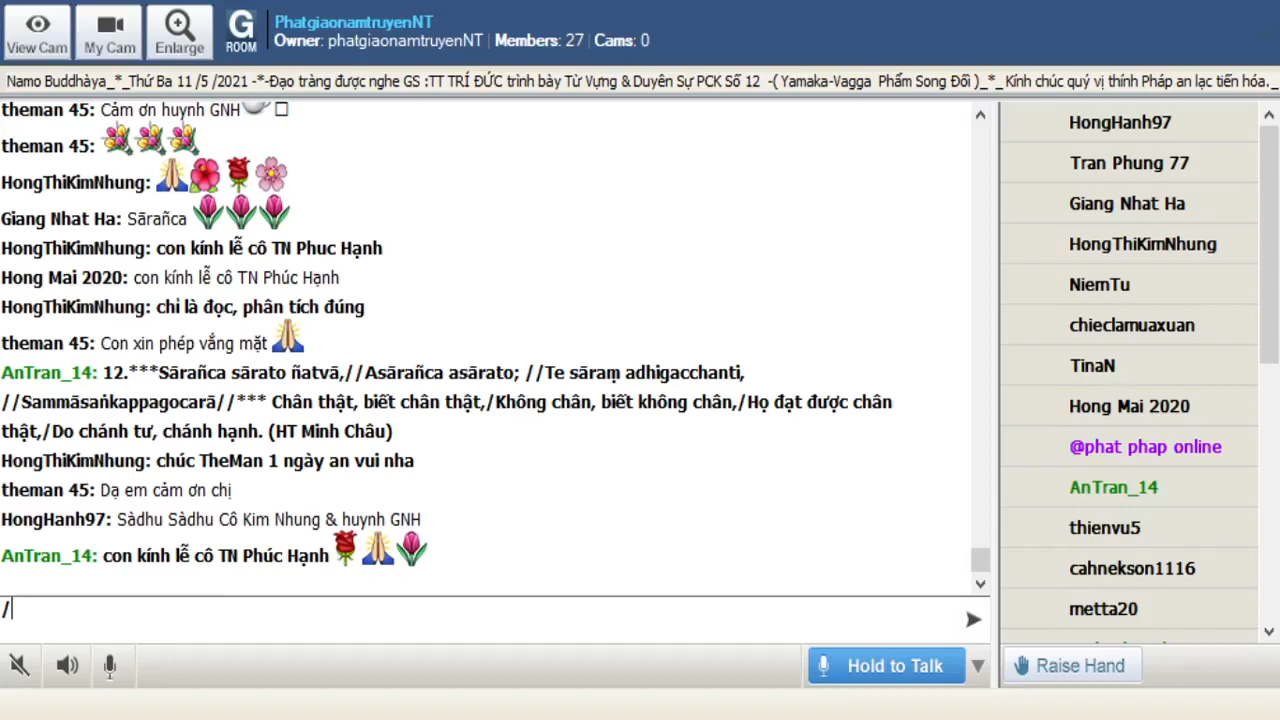 View Cam
My Cam
Enlarge
G
ROOM
PhatgiaonamtruyenNT
Owner: phatgiaonamtruyenNT | Members: 27 | Cams: 0
Namo Buddhàya_*_Thứ Ba 11 /5 /2021 -*-Đạo tràng được nghe GS :TT TRÍ ĐỨC trình bày Từ Vựng & Duyên Sự PCK Số 12 -( Yamaka-Vagga Phẩm Song Đối )_*_Kính chúc quý vị thính Pháp an lạc tiến hóa._
theman 45: Cảm ơn huynh GNH
theman 45:
HongThiKimNhung:
Giang Nhat Ha: Sārañca
HongThiKimNhung: con kính lễ cô TN Phuc Hạnh
Hong Mai 2020: con kính lễ cô TN Phúc Hạnh
HongThiKimNhung: chỉ là đọc, phân tích đúng
theman 45: Con xin phép vắng mặt
AnTran_14: 12.***Sārañca sārato ñatvā,//Asārañca asārato; //Te sāraṃ adhigacchanti,
//Sammāsaṅkappagocarā//*** Chân thật, biết chân thật,/Không chân, biết không chân,/Họ đạt được chân
thật,/Do chánh tư, chánh hạnh. (HT Minh Châu)
HongThiKimNhung: chúc TheMan 1 ngày an vui nha
theman 45: Dạ em cảm ơn chị
HongHanh97: Sàdhu Sàdhu Cô Kim Nhung & huynh GNH
AnTran_14: con kính lễ cô TN Phúc Hạnh
/
Hold to Talk
HongHanh97
Tran Phung 77
Giang Nhat Ha
HongThiKimNhung
NiemTu
chieclamuaxuan
TinaN
Hong Mai 2020
@phat phap online
AnTran_14
thienvu5
cahnekson1116
metta20
Raise Hand